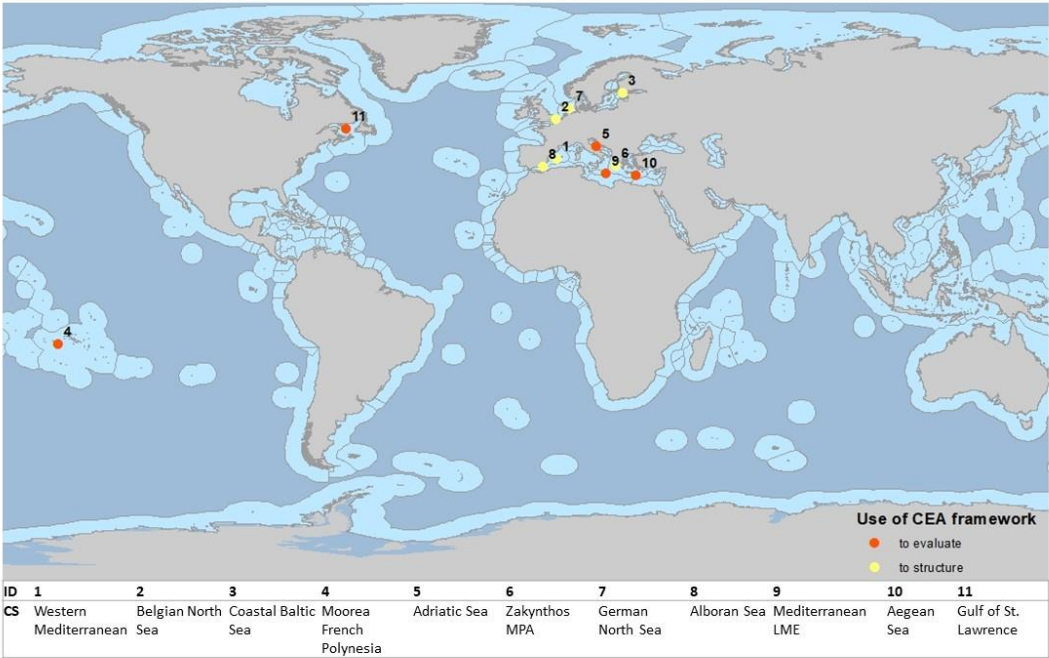 3
7
2
11
5
1
8
6
9
10
4
Use of CEA framework
to evaluate
to structure
ID 1 2 3 4 5 6 7 8 9 10 11
CS Western Belgian North Coastal Baltic Moorea Adriatic Sea Zakynthos German Alboran Sea Mediterranean Aegean Gulf of St.
Mediterranean Sea Sea French MPA North Sea LME Sea Lawrence
Polynesia